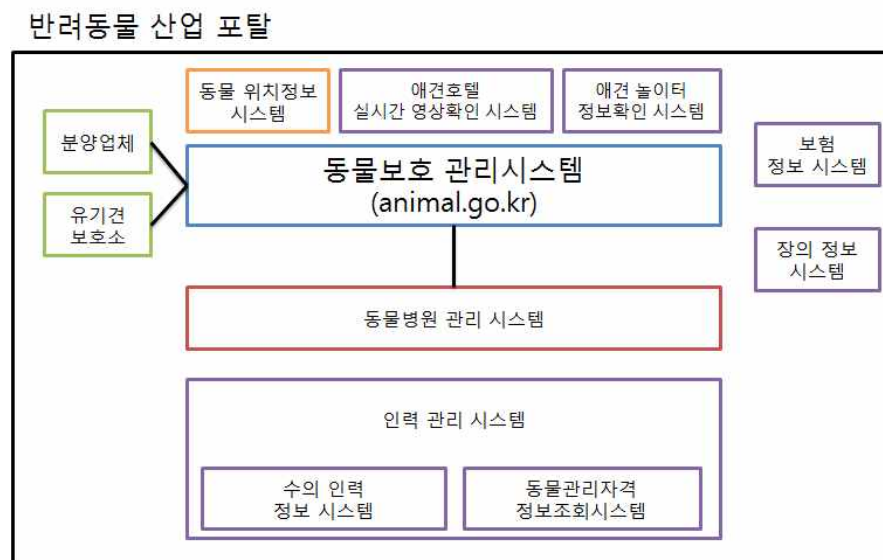 반려동물 산업 포탈
동물 위치정보
시스템
애견호텔
실시간 영상확인 시스템
애견 놀이터
정보확인 시스템
분양업체
유기견
보호소
동물보호 관리시스템
(animal.go.kr)
보험
정보 시스템
장의 정보
시스템
동물병원 관리 시스템
인력 관리 시스템
수의 인력
정보 시스템
동물관리자격
정보조회시스템